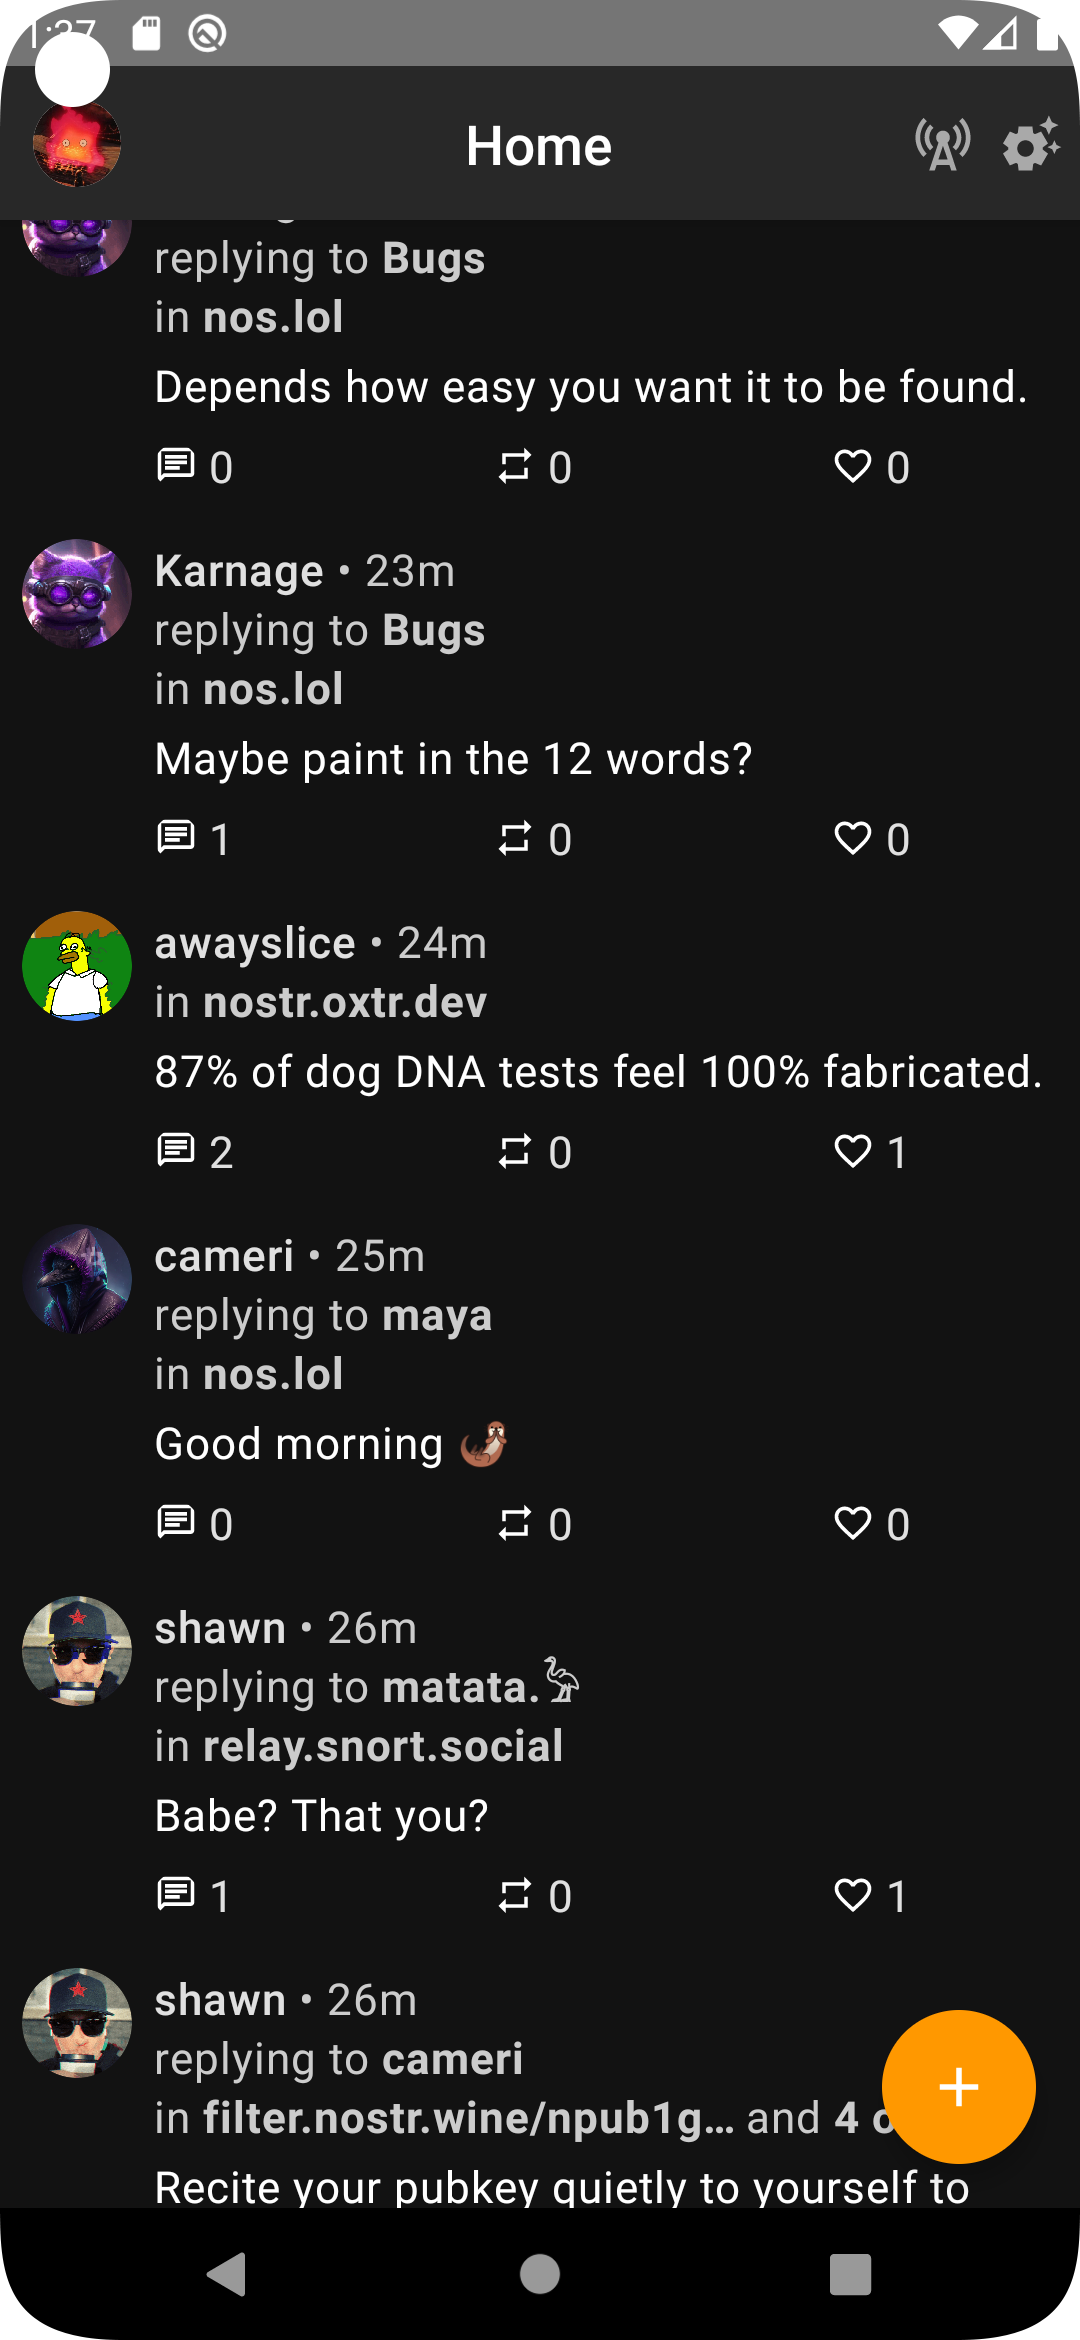 Home
replying to Bugs
in nos.lol
Depends how easy you want it to be found.
0 0 0
Karnage • 23m
replying to Bugs
in nos.lol
Maybe paint in the 12 words?
1 0 0
awayslice • 24m
in nostr.oxtr.dev
87% of dog DNA tests feel 100% fabricated.
2 0 1
cameri • 25m
replying to maya
in nos.lol
Good morning 🦦
0 0 0
shawn • 26m
replying to matata.𓅦
in relay.snort.social
Babe? That you?
1 0 1
shawn • 26m
replying to cameri
in filter.nostr.wine/npub1g… and 4
Recite your pubkey quietly to yourself to